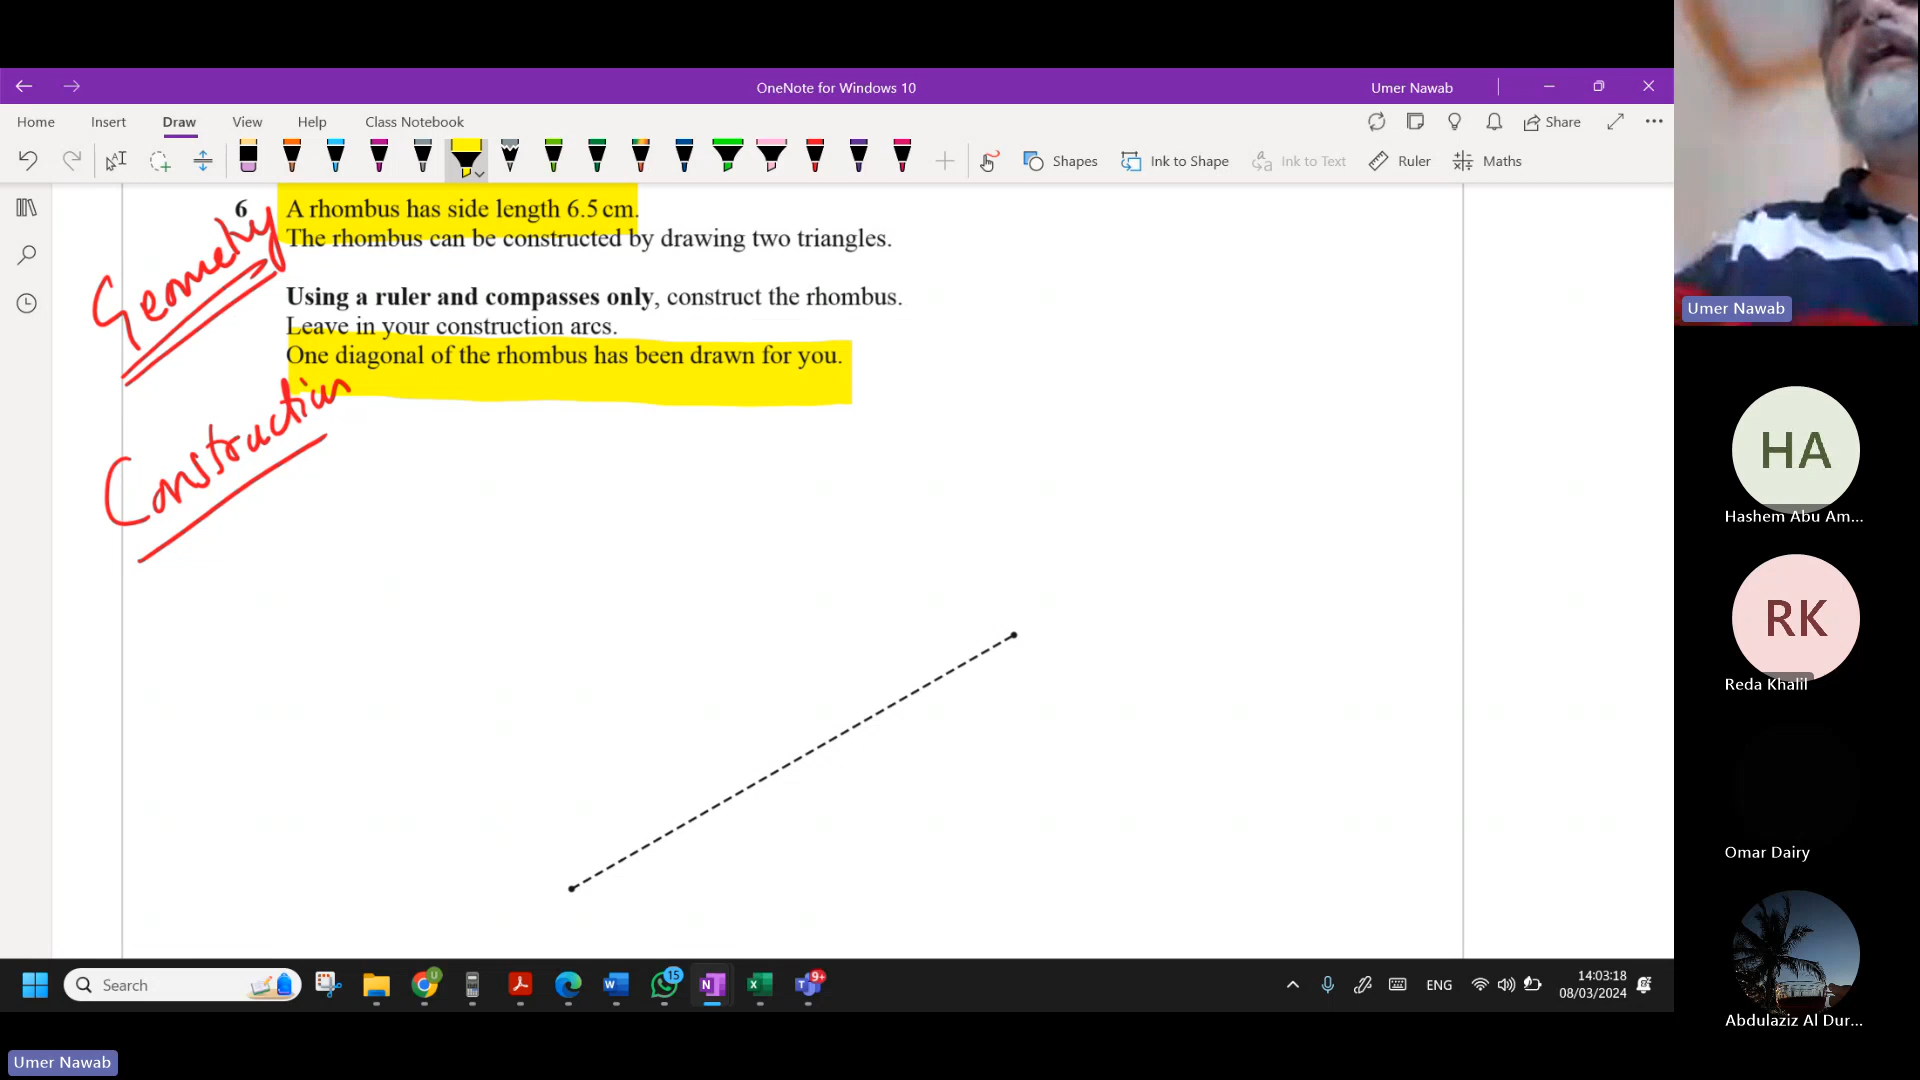 OneNote for Windows 10
Umer Nawab
Home Insert Draw View Help Class Notebook
Share
Shapes Ink to Shape Ink to Text Ruler Maths
6 A rhombus has side length 6.5 cm.
The rhombus can be constructed by drawing two triangles.
Using a ruler and compasses only, construct the rhombus.
Leave in your construction arcs.
One diagonal of the rhombus has been drawn for you.
Geometry
Construction
Umer Nawab
HA
Hashem Abu Am...
RK
Reda Khalil
Omar Dairy
Abdulaziz Al Dur...
Search
U
15
9+
ENG
14:03:18
08/03/2024
Umer Nawab